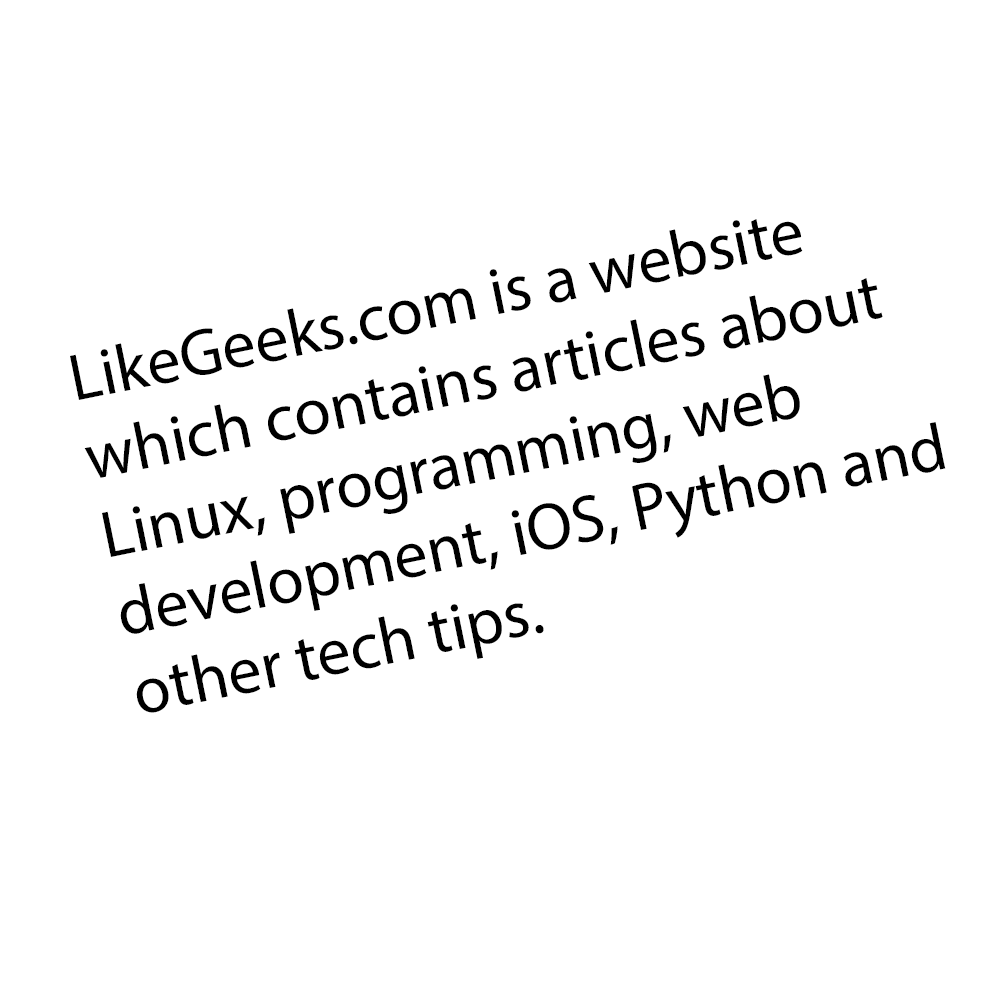 LikeGeeks.com is a website
which contains articles about
Linux, programming, web
development, iOS, Python and
other tech tips.